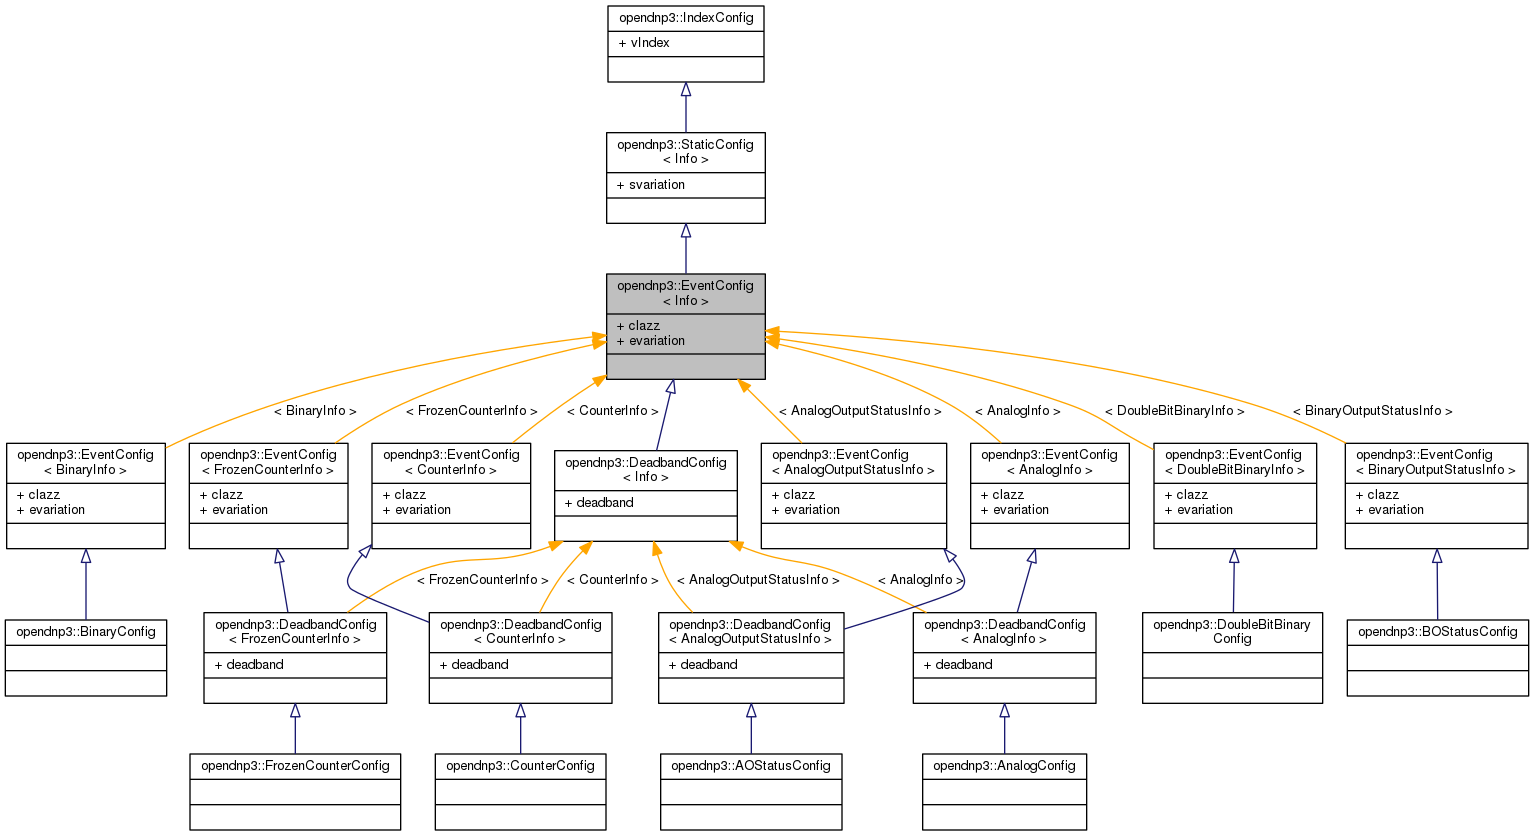 opendnp3::IndexConfig
+ vIndex
opendnp3::StaticConfig
< Info >
+ svariation
opendnp3::EventConfig
< Info >
+ clazz
+ evariation
< BinaryInfo >
< FrozenCounterInfo >
< CounterInfo >
< AnalogOutputStatusInfo >
< AnalogInfo >
< DoubleBitBinaryInfo >
< BinaryOutputStatusInfo >
opendnp3::EventConfig
< BinaryInfo >
+ clazz
+ evariation
opendnp3::EventConfig
< FrozenCounterInfo >
+ clazz
+ evariation
opendnp3::EventConfig
< CounterInfo >
+ clazz
+ evariation
opendnp3::DeadbandConfig
< Info >
+ deadband
opendnp3::EventConfig
< AnalogOutputStatusInfo >
+ clazz
+ evariation
opendnp3::EventConfig
< AnalogInfo >
+ clazz
+ evariation
opendnp3::EventConfig
< DoubleBitBinaryInfo >
+ clazz
+ evariation
opendnp3::EventConfig
< BinaryOutputStatusInfo >
+ clazz
+ evariation
< FrozenCounterInfo >
< CounterInfo >
< AnalogOutputStatusInfo >
< AnalogInfo >
opendnp3::BinaryConfig
opendnp3::DeadbandConfig
< FrozenCounterInfo >
+ deadband
opendnp3::DeadbandConfig
< CounterInfo >
+ deadband
opendnp3::DeadbandConfig
< AnalogOutputStatusInfo >
+ deadband
opendnp3::DeadbandConfig
< AnalogInfo >
+ deadband
opendnp3::DoubleBitBinary
Config
opendnp3::BOStatusConfig
opendnp3::FrozenCounterConfig
opendnp3::CounterConfig
opendnp3::AOStatusConfig
opendnp3::AnalogConfig